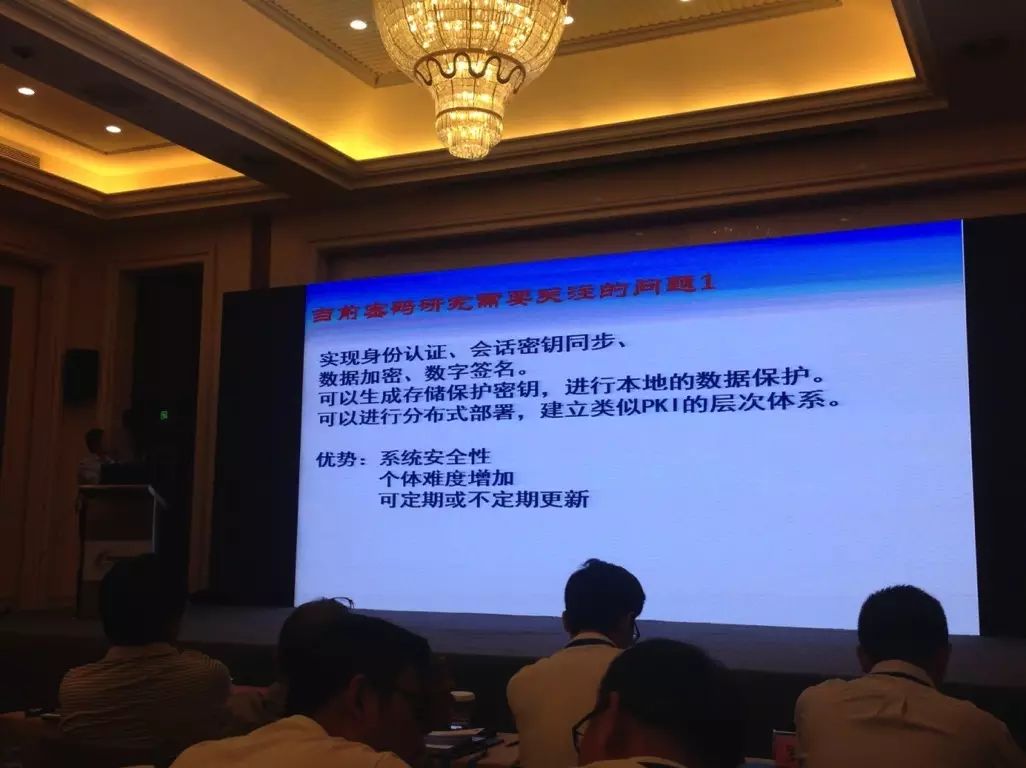 当前密码研究需要关注的问题1
实现身份认证、会话密钥同步、
数据加密、数字签名。
可以生成存储保护密钥，进行本地的数据保护。
可以进行分布式部署，建立类似PKI的层次体系。
优势：系统安全性
个体难度增加
可定期或不定期更新